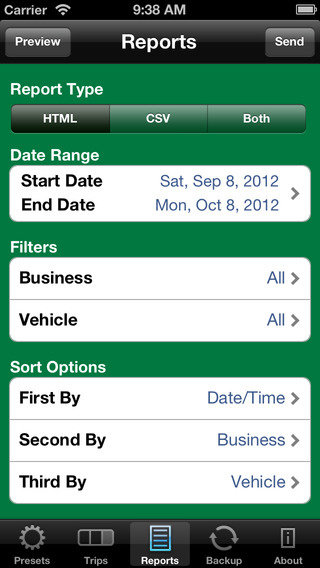 Carrier 9:38 AM
Preview Reports Send
Report Type
HTML CSV Both
Date Range
Start Date Sat, Sep 8, 2012
End Date Mon, Oct 8, 2012
Filters
Business All
Vehicle All
Sort Options
First By Date/Time
Second By Business
Third By Vehicle
Presets Trips Reports Backup About